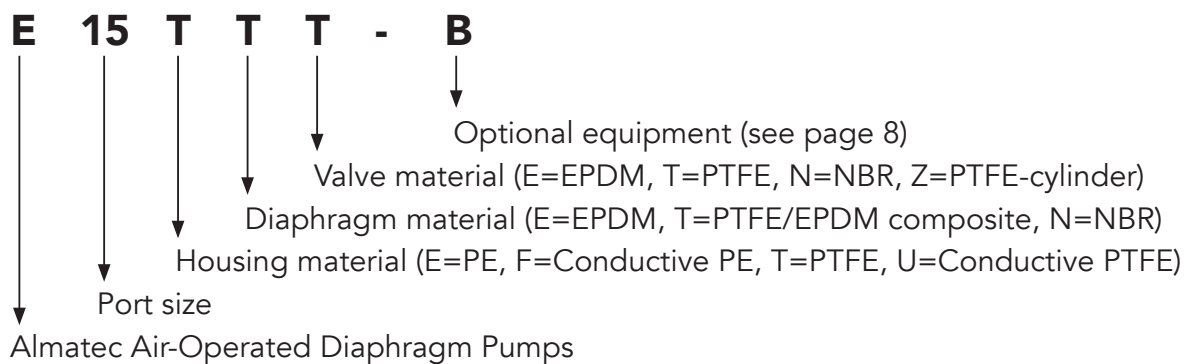 E 15 T T T - B
Optional equipment (see page 8)
Valve material (E=EPDM, T=PTFE, N=NBR, Z=PTFE-cylinder)
Diaphragm material (E=EPDM, T=PTFE/EPDM composite, N=NBR)
Housing material (E=PE, F=Conductive PE, T=PTFE, U=Conductive PTFE)
Port size
Almatec Air-Operated Diaphragm Pumps